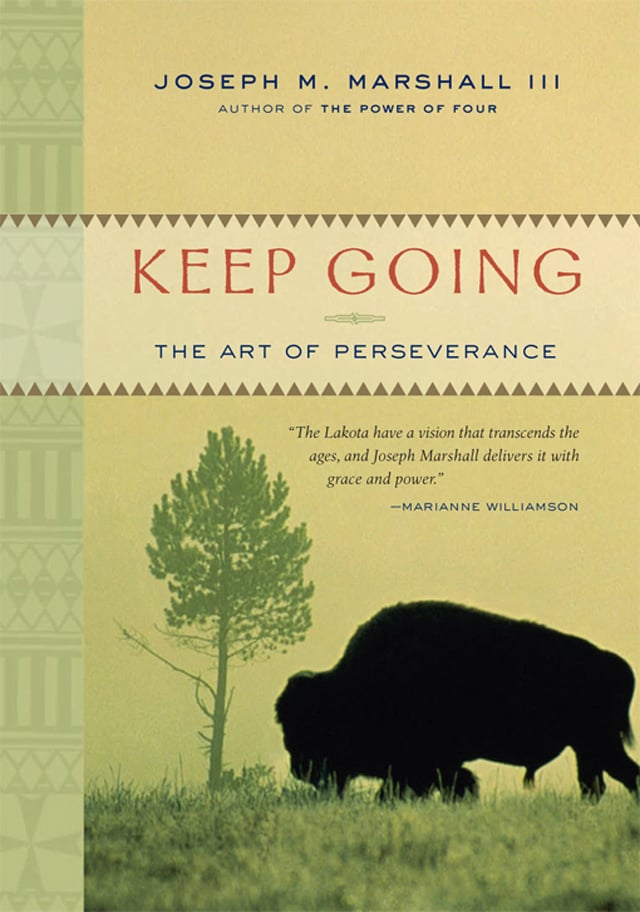 JOSEPH M. MARSHALL III
AUTHOR OF THE POWER OF FOUR
KEEP GOING
THE ART OF PERSEVERANCE
“The Lakota have a vision that transcends the
ages, and Joseph Marshall delivers it with
grace and power.”
—MARIANNE WILLIAMSON